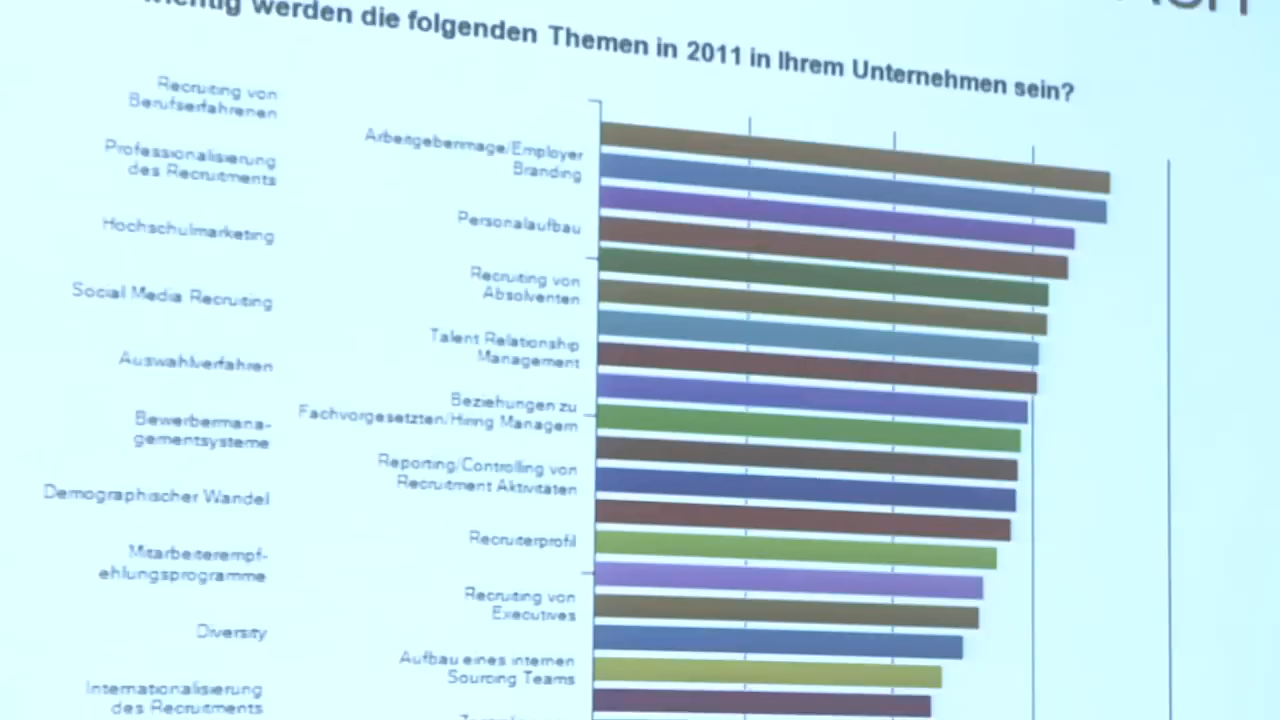 werden die folgenden Themen in 2011 in Ihrem Unternehmen sein?
Recruiting von
Berufserfahrenen
Arbeitgeberimage/Employer
Branding
Professionalisierung
des Recruitments
Personalaufbau
Hochschulmarketing
Recruiting von
Absolventen
Social Media Recruiting
Talent Relationship
Management
Auswahlverfahren
Beziehungen zu
Fachvorgesetzten/Hiring Managern
Bewerbermana-
gementsysteme
Reporting/Controlling von
Recruitment Aktivitäten
Demographischer Wandel
Recruiterprofil
Mitarbeiterempf-
ehlungsprogramme
Recruiting von
Executives
Diversity
Aufbau eines internen
Sourcing Teams
Internationalisierung
des Recruitments